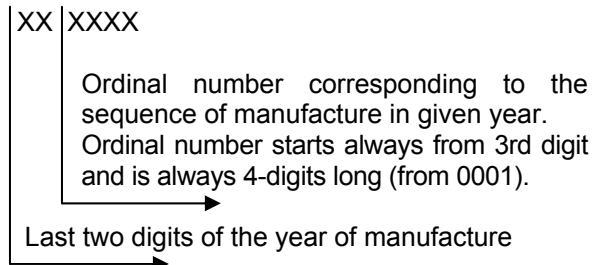 XX XXXX
Ordinal number corresponding to the
sequence of manufacture in given year.
Ordinal number starts always from 3rd digit
and is always 4-digits long (from 0001).
Last two digits of the year of manufacture